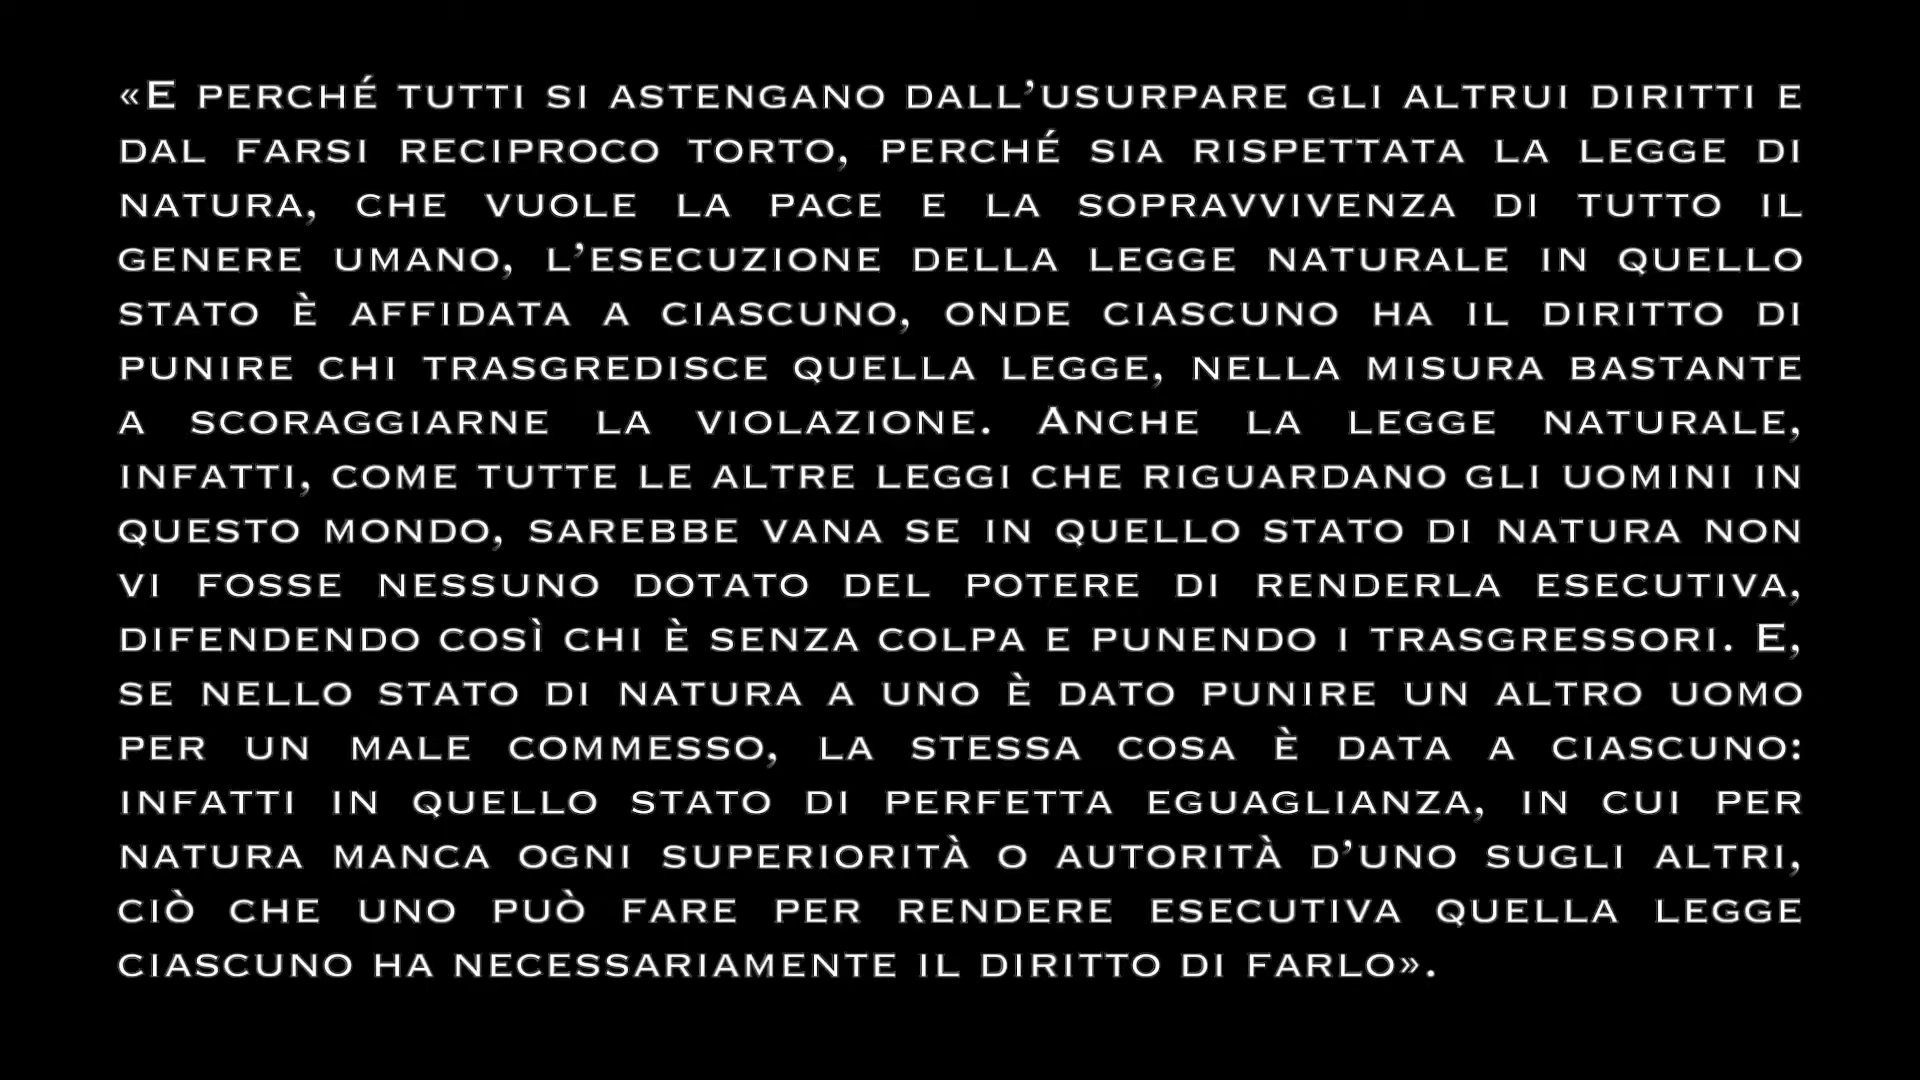 «E perché tutti si astengano dall’usurpare gli altrui diritti e
dal farsi reciproco torto, perché sia rispettata la legge di
natura, che vuole la pace e la sopravvivenza di tutto il
genere umano, l’esecuzione della legge naturale in quello
stato è affidata a ciascuno, onde ciascuno ha il diritto di
punire chi trasgredisce quella legge, nella misura bastante
a scoraggiarne la violazione. Anche la legge naturale,
infatti, come tutte le altre leggi che riguardano gli uomini in
questo mondo, sarebbe vana se in quello stato di natura non
vi fosse nessuno dotato del potere di renderla esecutiva,
difendendo così chi è senza colpa e punendo i trasgressori. E,
se nello stato di natura a uno è dato punire un altro uomo
per un male commesso, la stessa cosa è data a ciascuno:
infatti in quello stato di perfetta eguaglianza, in cui per
natura manca ogni superiorità o autorità d’uno sugli altri,
ciò che uno può fare per rendere esecutiva quella legge
ciascuno ha necessariamente il diritto di farlo».